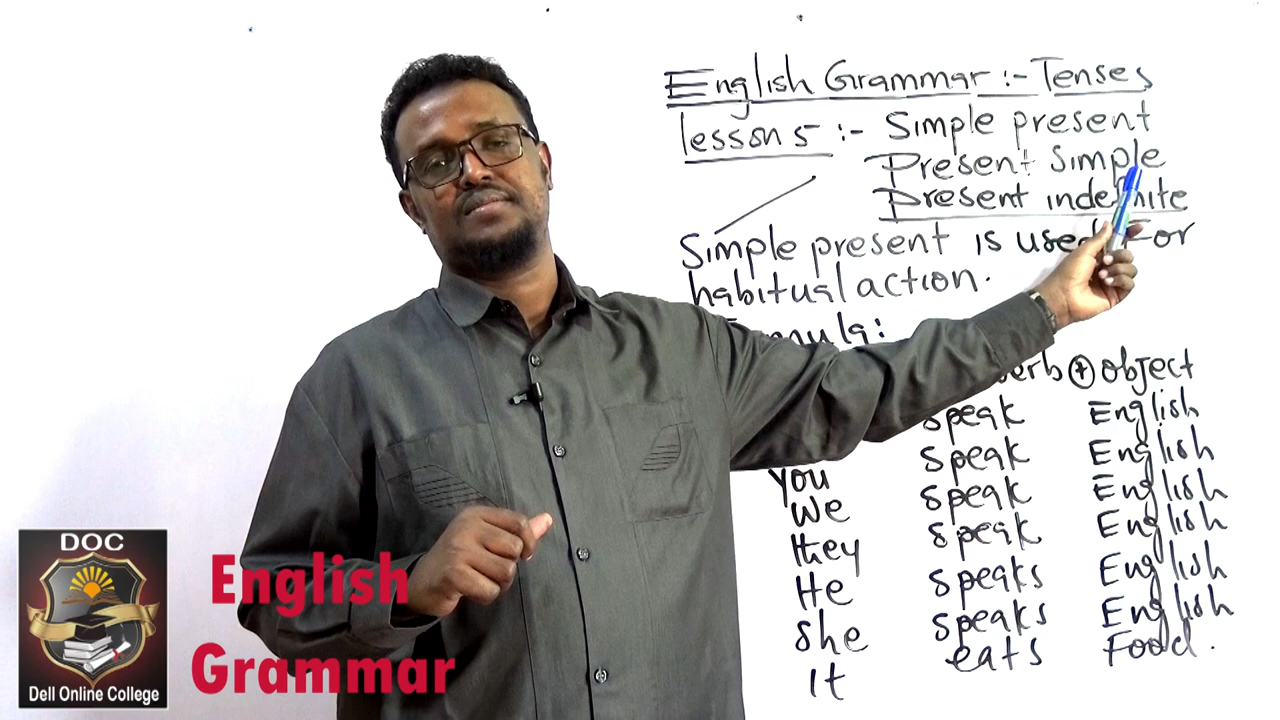 English Grammar :- Tenses
lesson 5 :- Simple present
Present Simple
Present indefinite
Simple present is used For
habitual action.
verb + object
speak English
speak English
You speak English
We speak English
they speaks English
He speaks English
she eats Food.
It
DOC
Dell Online College
English
Grammar